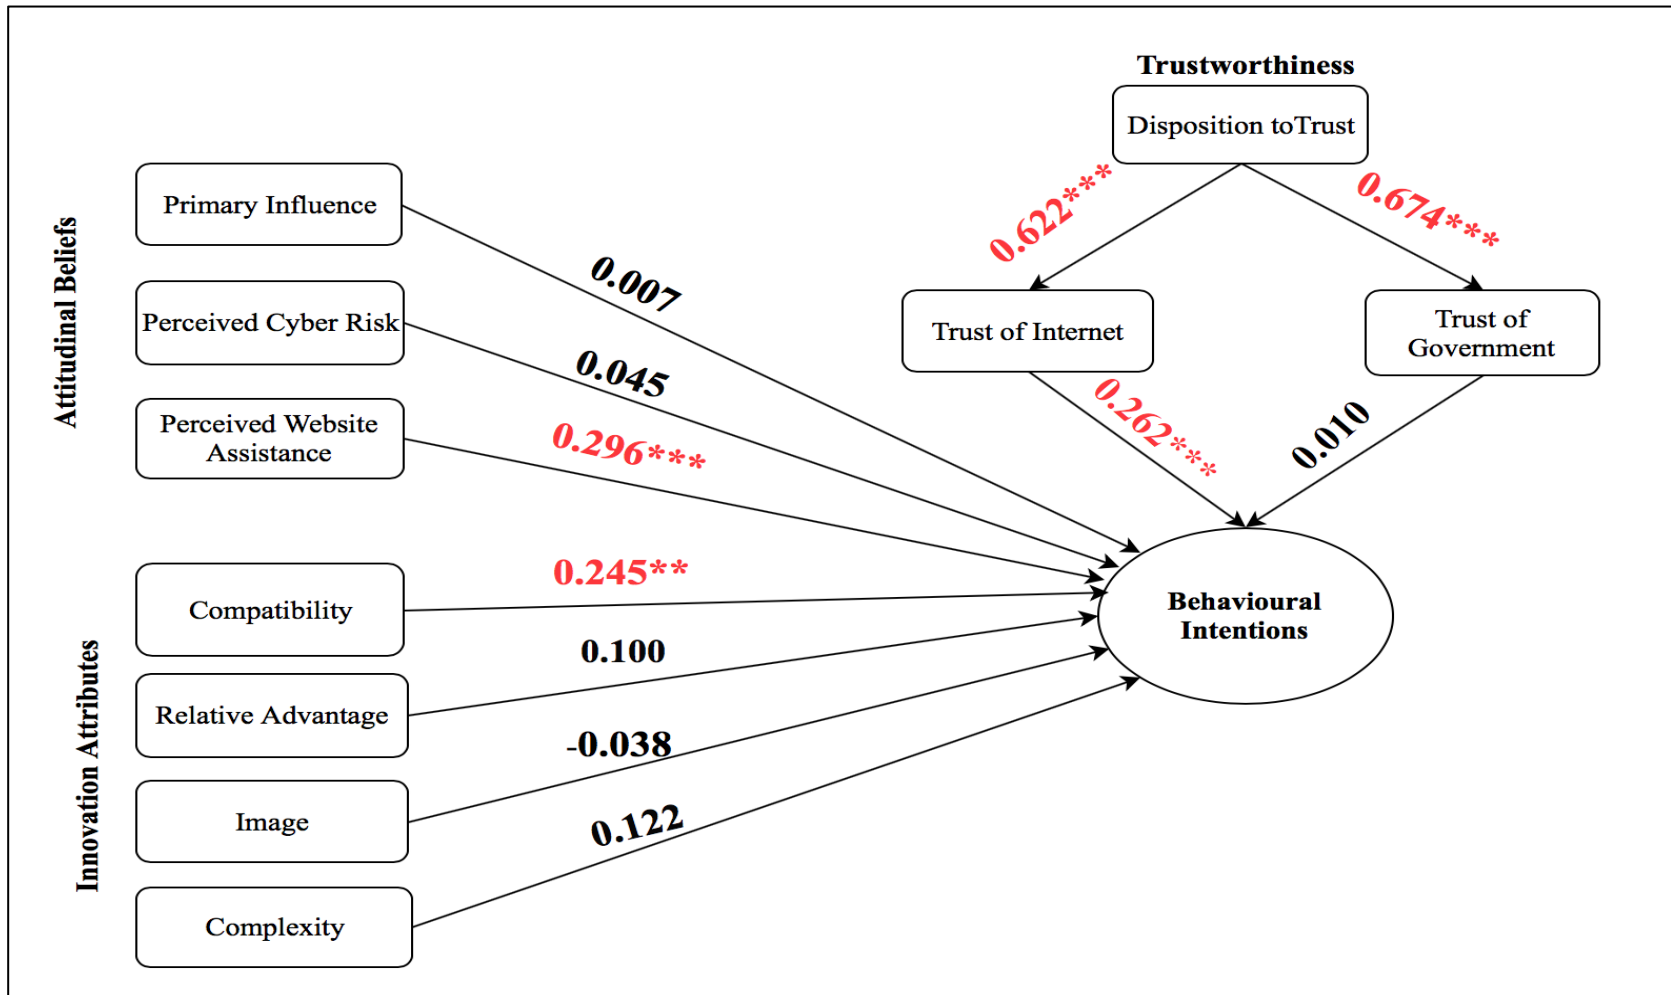 Trustworthiness
Disposition toTrust
0.622***
0.674***
Trust of Internet
Trust of
Government
0.262***
0.010
Attitudinal Beliefs
Primary Influence
0.007
Perceived Cyber Risk
0.045
Perceived Website
Assistance
0.296***
Innovation Attributes
Compatibility
0.245**
Relative Advantage
0.100
Image
-0.038
Complexity
0.122
Behavioural
Intentions